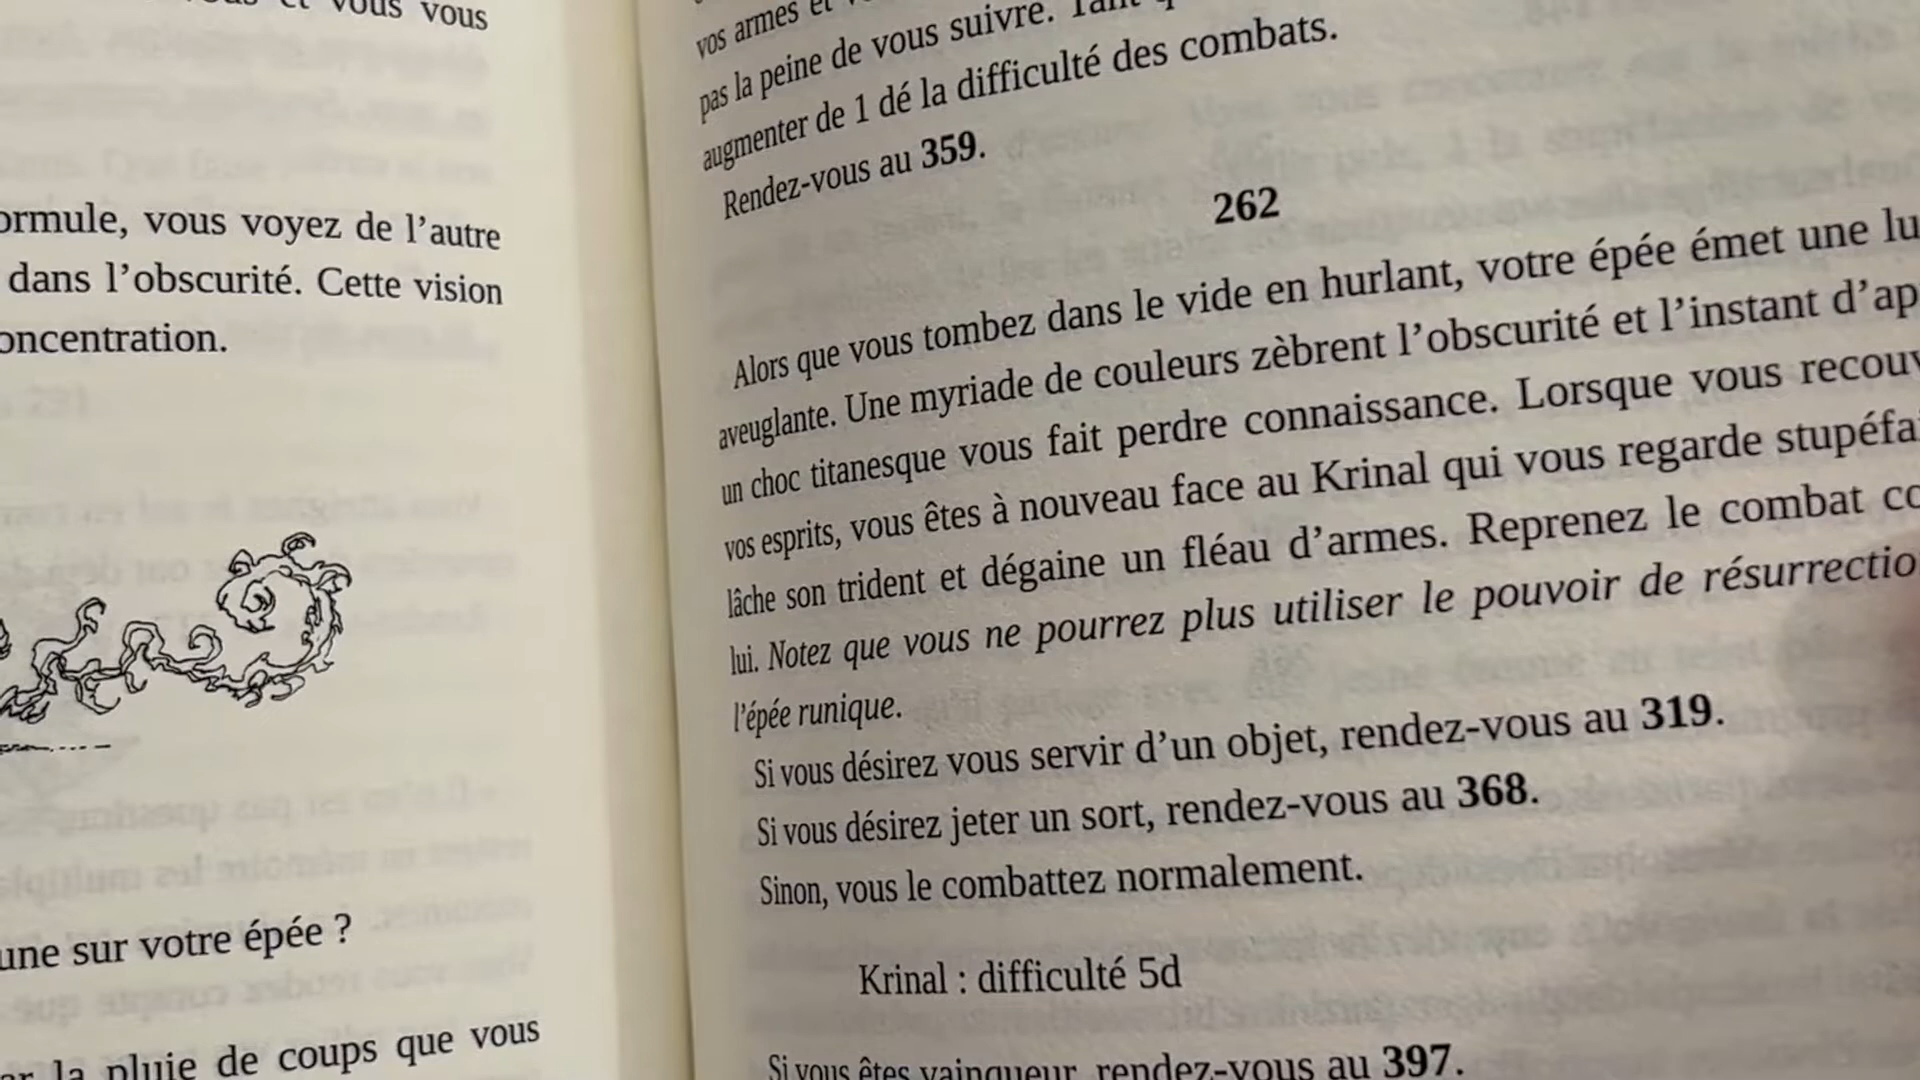 vous vous
ormule, vous voyez de l'autre
dans l'obscurité. Cette vision
oncentration.
une sur votre épée ?
la pluie de coups que vous
vos armes et
pas la peine de vous suivre.
augmenter de 1 dé la difficulté des combats.
Rendez-vous au 359.
262
Alors que vous tombez dans le vide en hurlant, votre épée émet une lu
aveuglante. Une myriade de couleurs zèbrent l'obscurité et l'instant d'ap
un choc titanesque vous fait perdre connaissance. Lorsque vous recouv
vos esprits, vous êtes à nouveau face au Krinal qui vous regarde stupéfai
lâche son trident et dégaine un fléau d'armes. Reprenez le combat co
lui. Notez que vous ne pourrez plus utiliser le pouvoir de résurrectio
l'épée runique.
Si vous désirez vous servir d'un objet, rendez-vous au 319.
Si vous désirez jeter un sort, rendez-vous au 368.
Sinon, vous le combattez normalement.
Krinal : difficulté 5d
Si vous êtes vainqueur, rendez-vous au 397.